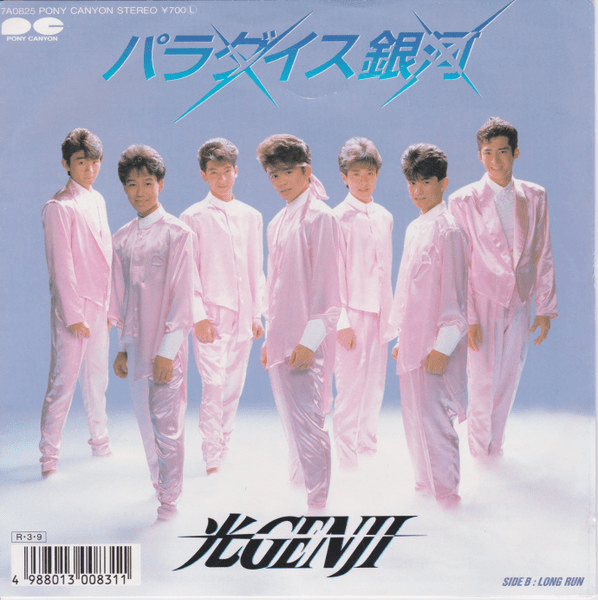 7A0825 PONY CANYON STEREO ¥700 Ⓛ
PONY CANYON
パラダイス銀河
光GENJI
R・3・9
4 988013 008311
SIDE B : LONG RUN